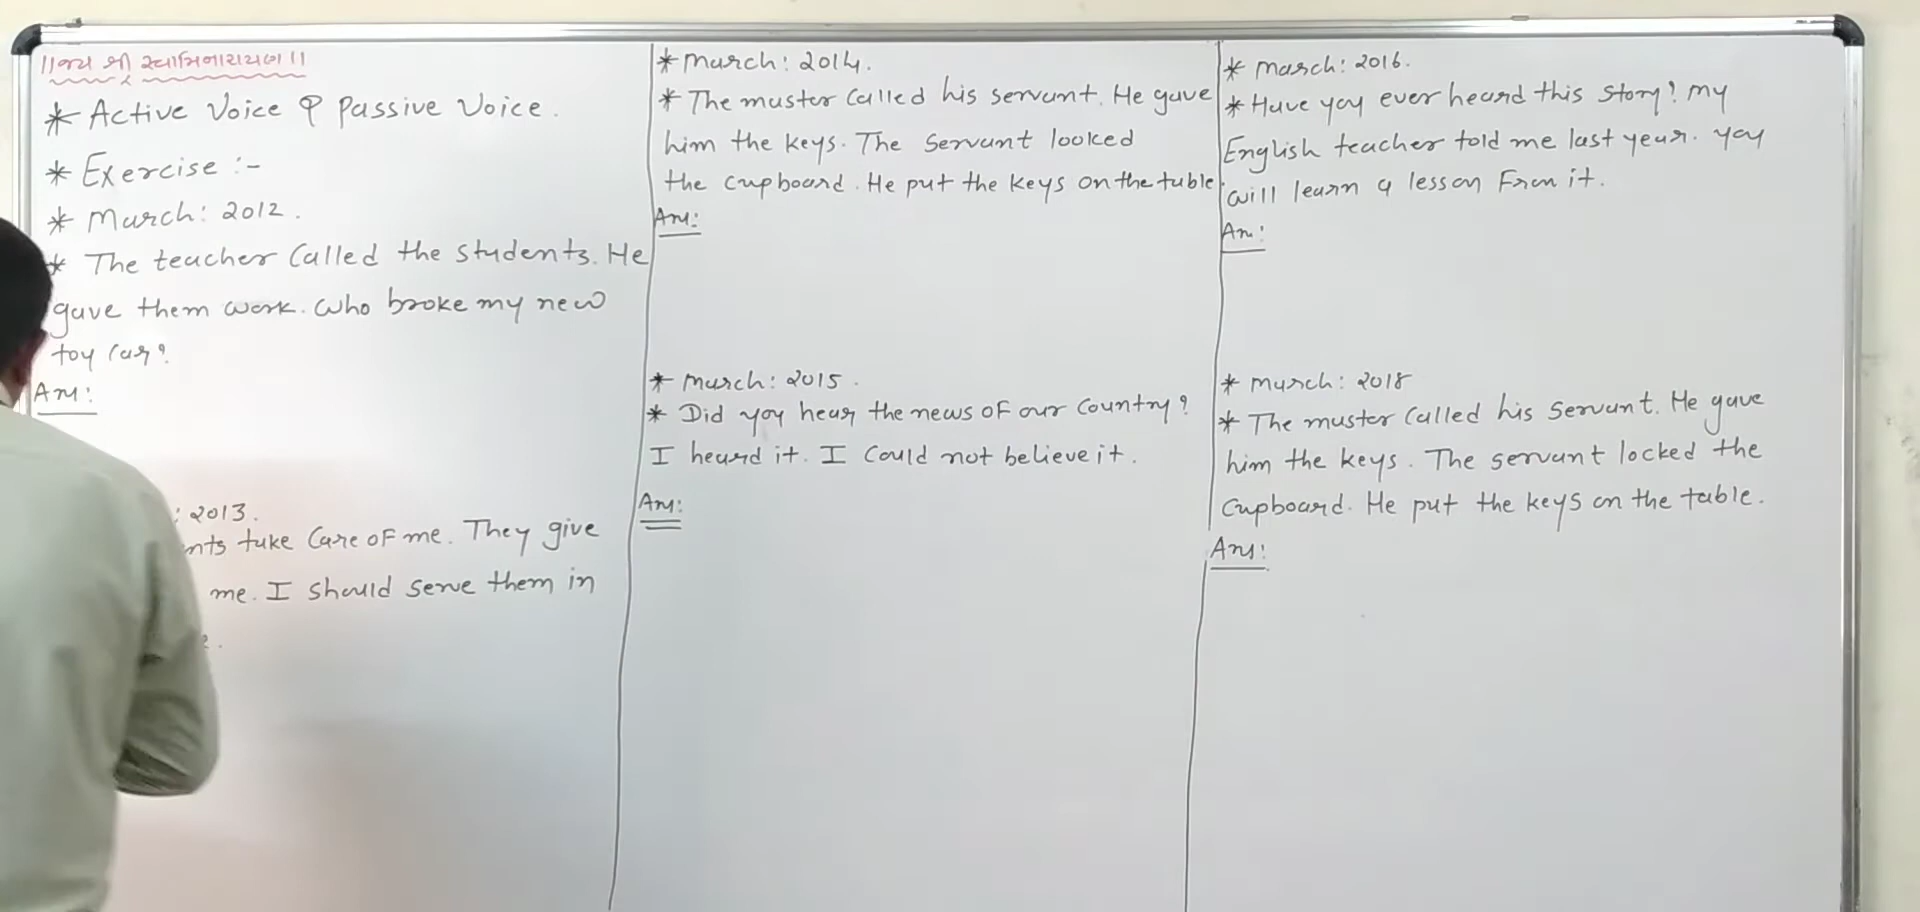 ॥જય શ્રી સ્વામિનારાયણ॥
* Active Voice & Passive Voice.
* Exercise :-
* March: 2012.
* The teacher Called the students. He
gave them work. Who broke my new
toy Car?
Ans:
: 2013.
nts take Care of me. They give
me. I should serve them in
* March: 2014.
* The master Called his servant. He gave
him the keys. The Servant looked
the cupboard. He put the keys on the table.
Ans:
* March: 2015.
* Did you hear the news of our Country?
I heard it. I Could not believe it.
Ans:
* March: 2016.
* Have you ever heard this Story? My
English teacher told me last year. You
will learn a lesson From it.
Ans:
* March: 2018
* The master Called his Servant. He gave
him the keys. The servant locked the
Cupboard. He put the keys on the table.
Ans: